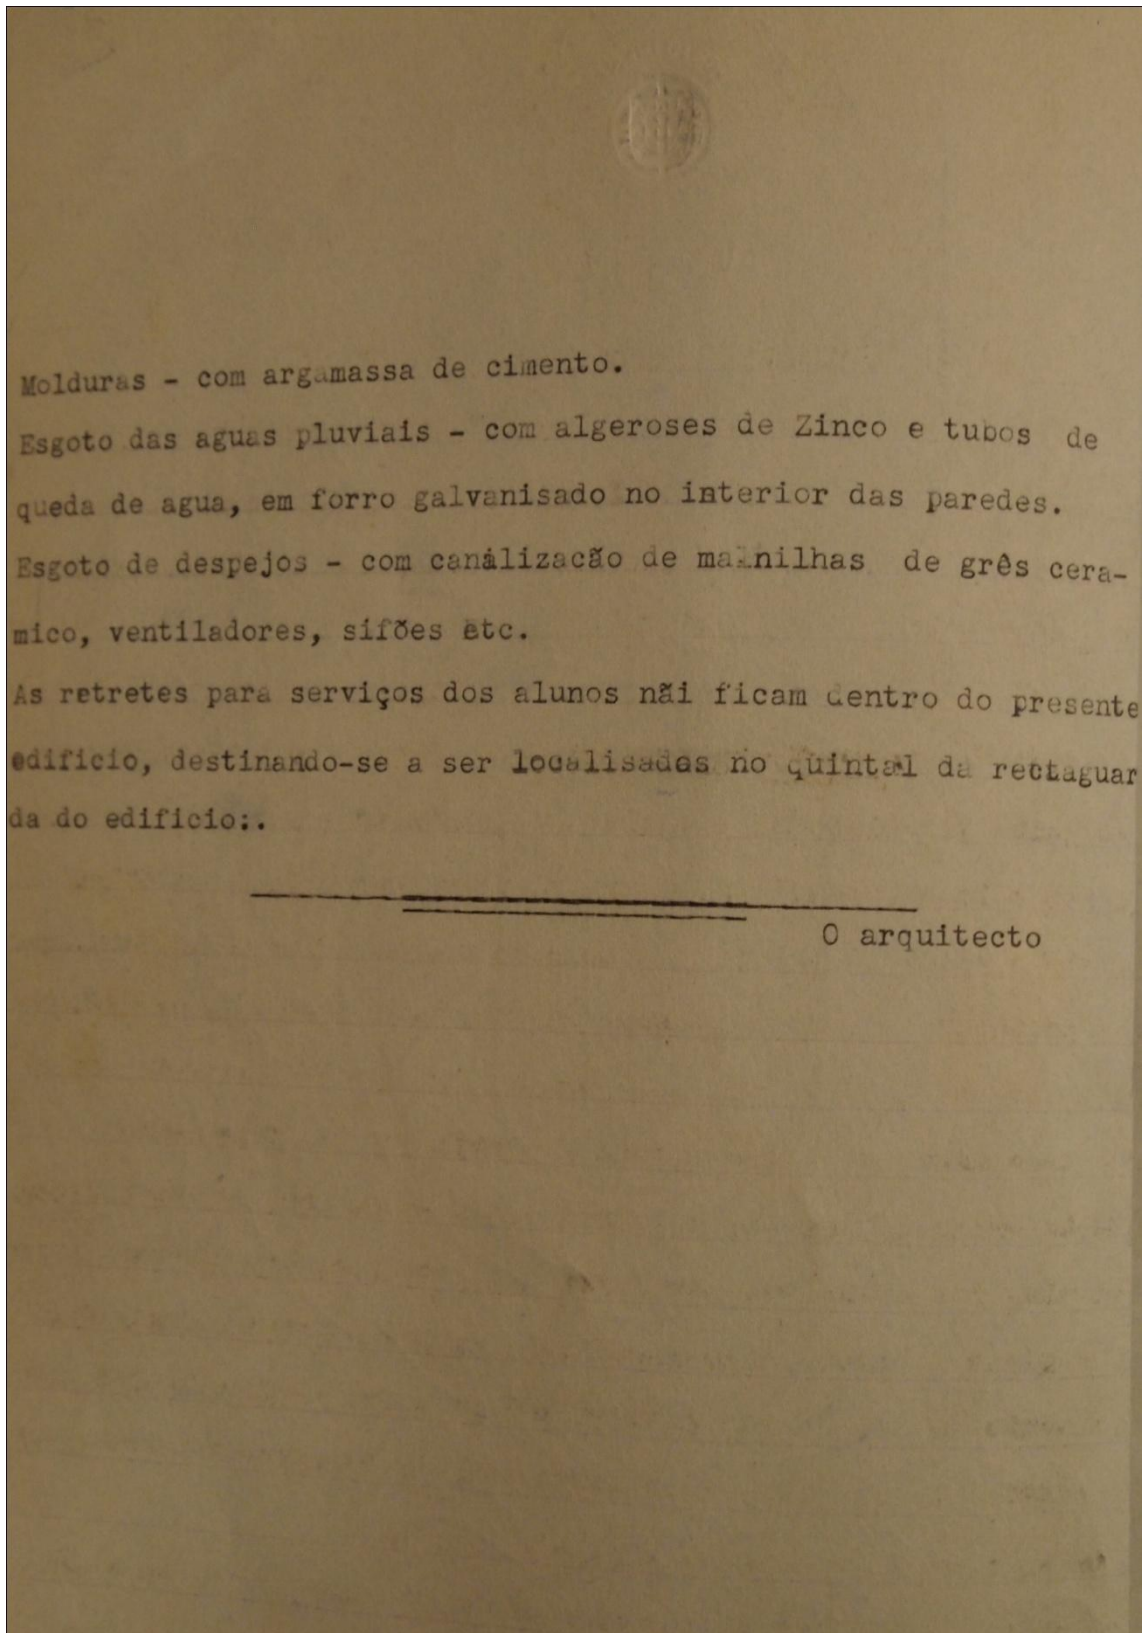 Molduras - com argamassa de cimento.
Esgoto das aguas pluviais - com algeroses de Zinco e tubos de
queda de agua, em forro galvanisado no interior das paredes.
Esgoto de despejos - com canálizacão de mainilhas de grês cera-
mico, ventiladores, sifões etc.
As retretes para serviços dos alunos nãi ficam dentro do presente
edificio, destinando-se a ser localisadas no quintal da rectaguar
da do edificio:.
O arquitecto